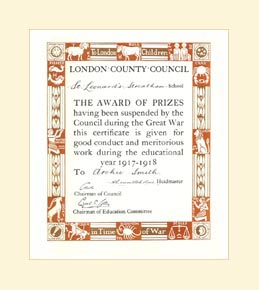 To London Children
LONDON·COUNTY·COUNCIL
St Leonard's Streatham School
THE AWARD OF PRIZES
having been suspended by the
Council during the Great War
this certificate is given for
good conduct and meritorious
work during the educational
year 1917-1918
To Archie Smith
Headmaster
Chairman of Council
Chairman of Education Committee
in Time of War